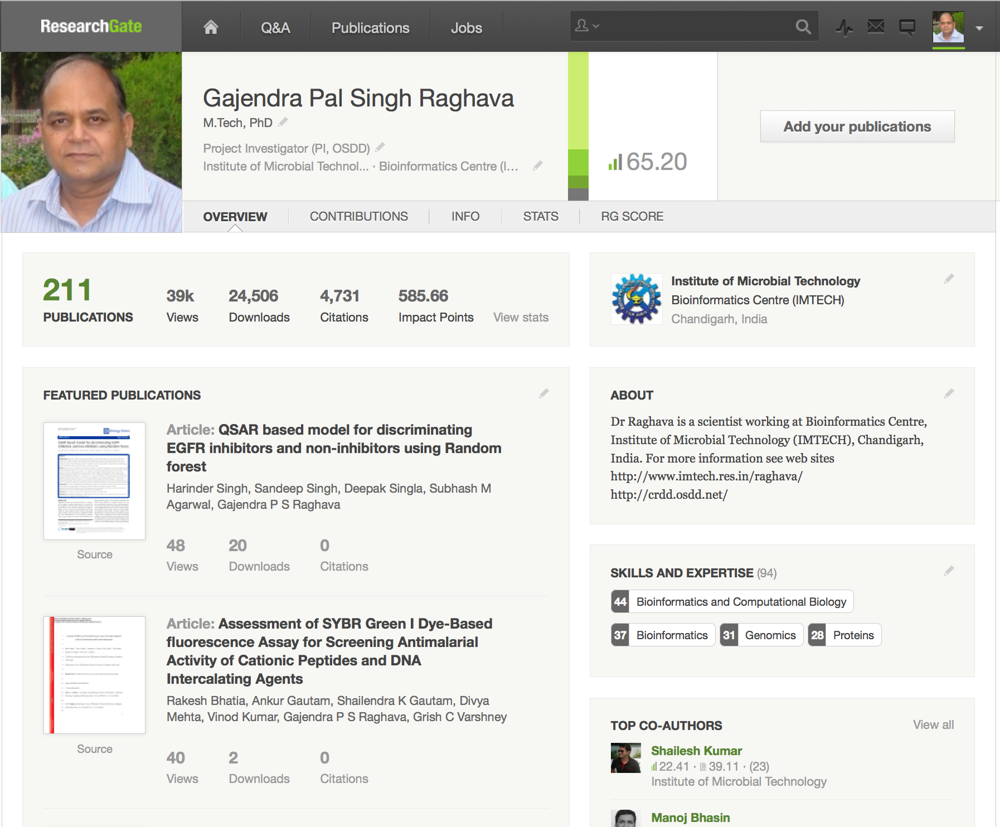 ResearchGate
Q&A
Publications
Jobs
Gajendra Pal Singh Raghava
M.Tech, PhD
Project Investigator (PI, OSDD)
Institute of Microbial Technol... · Bioinformatics Centre (I...
65.20
Add your publications
OVERVIEW
CONTRIBUTIONS
INFO
STATS
RG SCORE
211
PUBLICATIONS
39k
Views
24,506
Downloads
4,731
Citations
585.66
Impact Points
View stats
Institute of Microbial Technology
Bioinformatics Centre (IMTECH)
Chandigarh, India
FEATURED PUBLICATIONS
Article: QSAR based model for discriminating
EGFR inhibitors and non-inhibitors using Random
forest
Harinder Singh, Sandeep Singh, Deepak Singla, Subhash M
Agarwal, Gajendra P S Raghava
Source
48
Views
20
Downloads
0
Citations
Article: Assessment of SYBR Green I Dye-Based
fluorescence Assay for Screening Antimalarial
Activity of Cationic Peptides and DNA
Intercalating Agents
Rakesh Bhatia, Ankur Gautam, Shailendra K Gautam, Divya
Mehta, Vinod Kumar, Gajendra P S Raghava, Grish C Varshney
Source
40
Views
2
Downloads
0
Citations
ABOUT
Dr Raghava is a scientist working at Bioinformatics Centre,
Institute of Microbial Technology (IMTECH), Chandigarh,
India. For more information see web sites
http://www.imtech.res.in/raghava/
http://crdd.osdd.net/
SKILLS AND EXPERTISE (94)
44 Bioinformatics and Computational Biology
37 Bioinformatics
31 Genomics
28 Proteins
TOP CO-AUTHORS
View all
Shailesh Kumar
22.41 · 39.11 · (23)
Institute of Microbial Technology
Manoj Bhasin